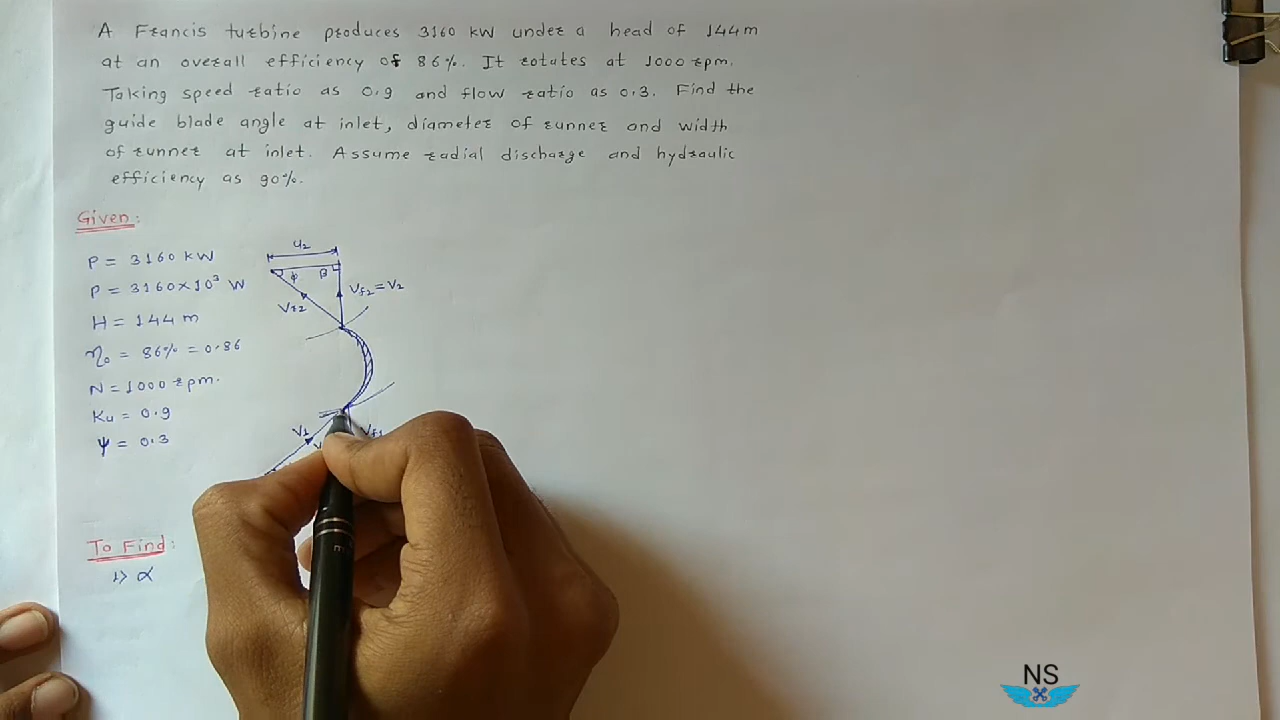 A Francis turbine produces 3160 kW under a head of 144m
at an overall efficiency of 86%. It rotates at 1000 rpm.
Taking speed ratio as 0.9 and flow ratio as 0.3. Find the
guide blade angle at inlet, diameter of runner and width
of runner at inlet. Assume radial discharge and hydraulic
efficiency as 90%.
Given:
P = 3160 kW
P = 3160×10³ W
H = 144 m
η₀ = 86% = 0.86
N = 1000 rpm.
Ku = 0.9
ψ = 0.3
u₂
φ β
Vf₂ = V₂
Vr₂
V₁
Vf₁
To Find:
1> α
NS